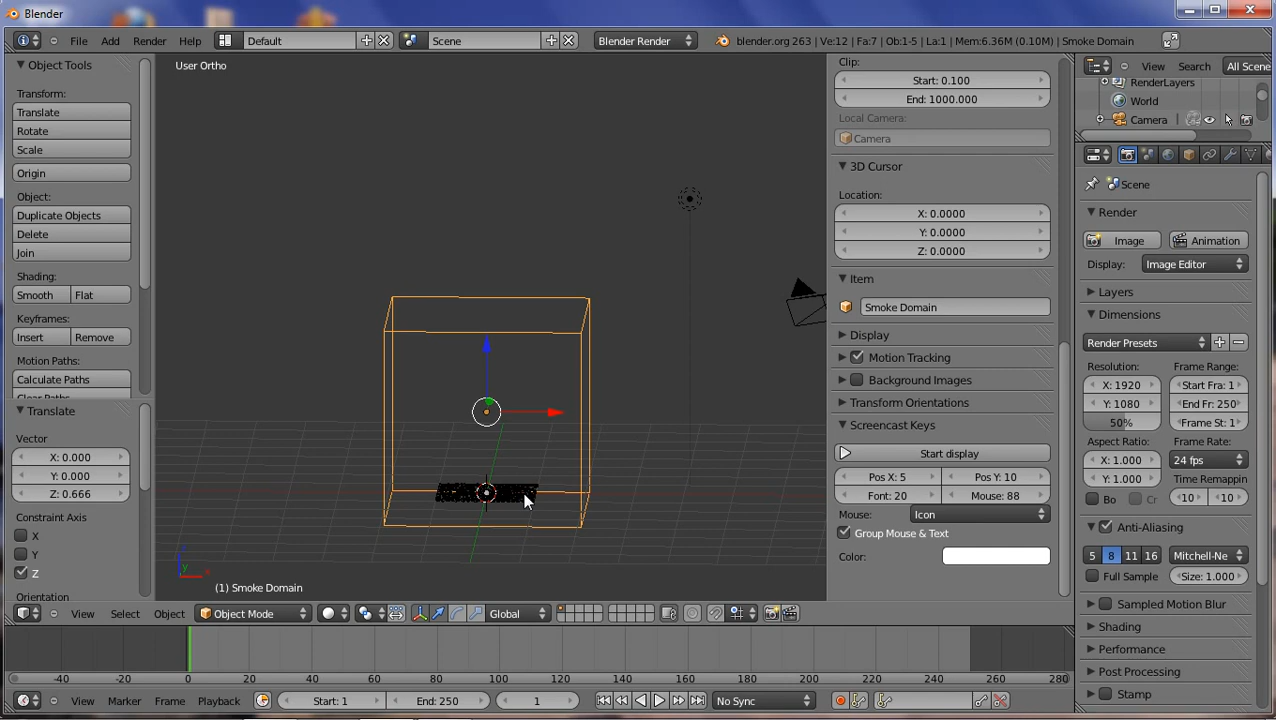 Blender
File Add Render Help Default Scene Blender Render blender.org 263 | Ve:12 | Fa:7 | Ob:1-5 | La:1 | Mem:6.36M (0.10M) | Smoke Domain
Object Tools
Transform:
Translate
Rotate
Scale
Origin
Object:
Duplicate Objects
Delete
Join
Shading:
Smooth Flat
Keyframes:
Insert Remove
Motion Paths:
Calculate Paths
Translate
Vector
X: 0.000
Y: 0.000
Z: 0.666
Constraint Axis
X
Y
Z
Orientation
User Ortho
z
y x
(1) Smoke Domain
Clip:
Start: 0.100
End: 1000.000
Local Camera:
Camera
3D Cursor
Location:
X: 0.0000
Y: 0.0000
Z: 0.0000
Item
Smoke Domain
Display
Motion Tracking
Background Images
Transform Orientations
Screencast Keys
Start display
Pos X: 5 Pos Y: 10
Font: 20 Mouse: 88
Mouse: Icon
Group Mouse & Text
Color:
View Search All Scene
RenderLayers
World
Camera
Scene
Render
Image Animation
Display: Image Editor
Layers
Dimensions
Render Presets
Resolution: Frame Range:
X: 1920 Start Fra: 1
Y: 1080 End Fr: 250
50% Frame St: 1
Aspect Ratio: Frame Rate:
X: 1.000 24 fps
Y: 1.000 Time Remappin
Bo Cr 10 10
Anti-Aliasing
5 8 11 16 Mitchell-Ne
Full Sample Size: 1.000
Sampled Motion Blur
Shading
Performance
Post Processing
Stamp
View Select Object Object Mode Global
-40 -20 0 20 40 60 80 100 120 140 160 180 200 220 240 260 280
View Marker Frame Playback Start: 1 End: 250 1 No Sync